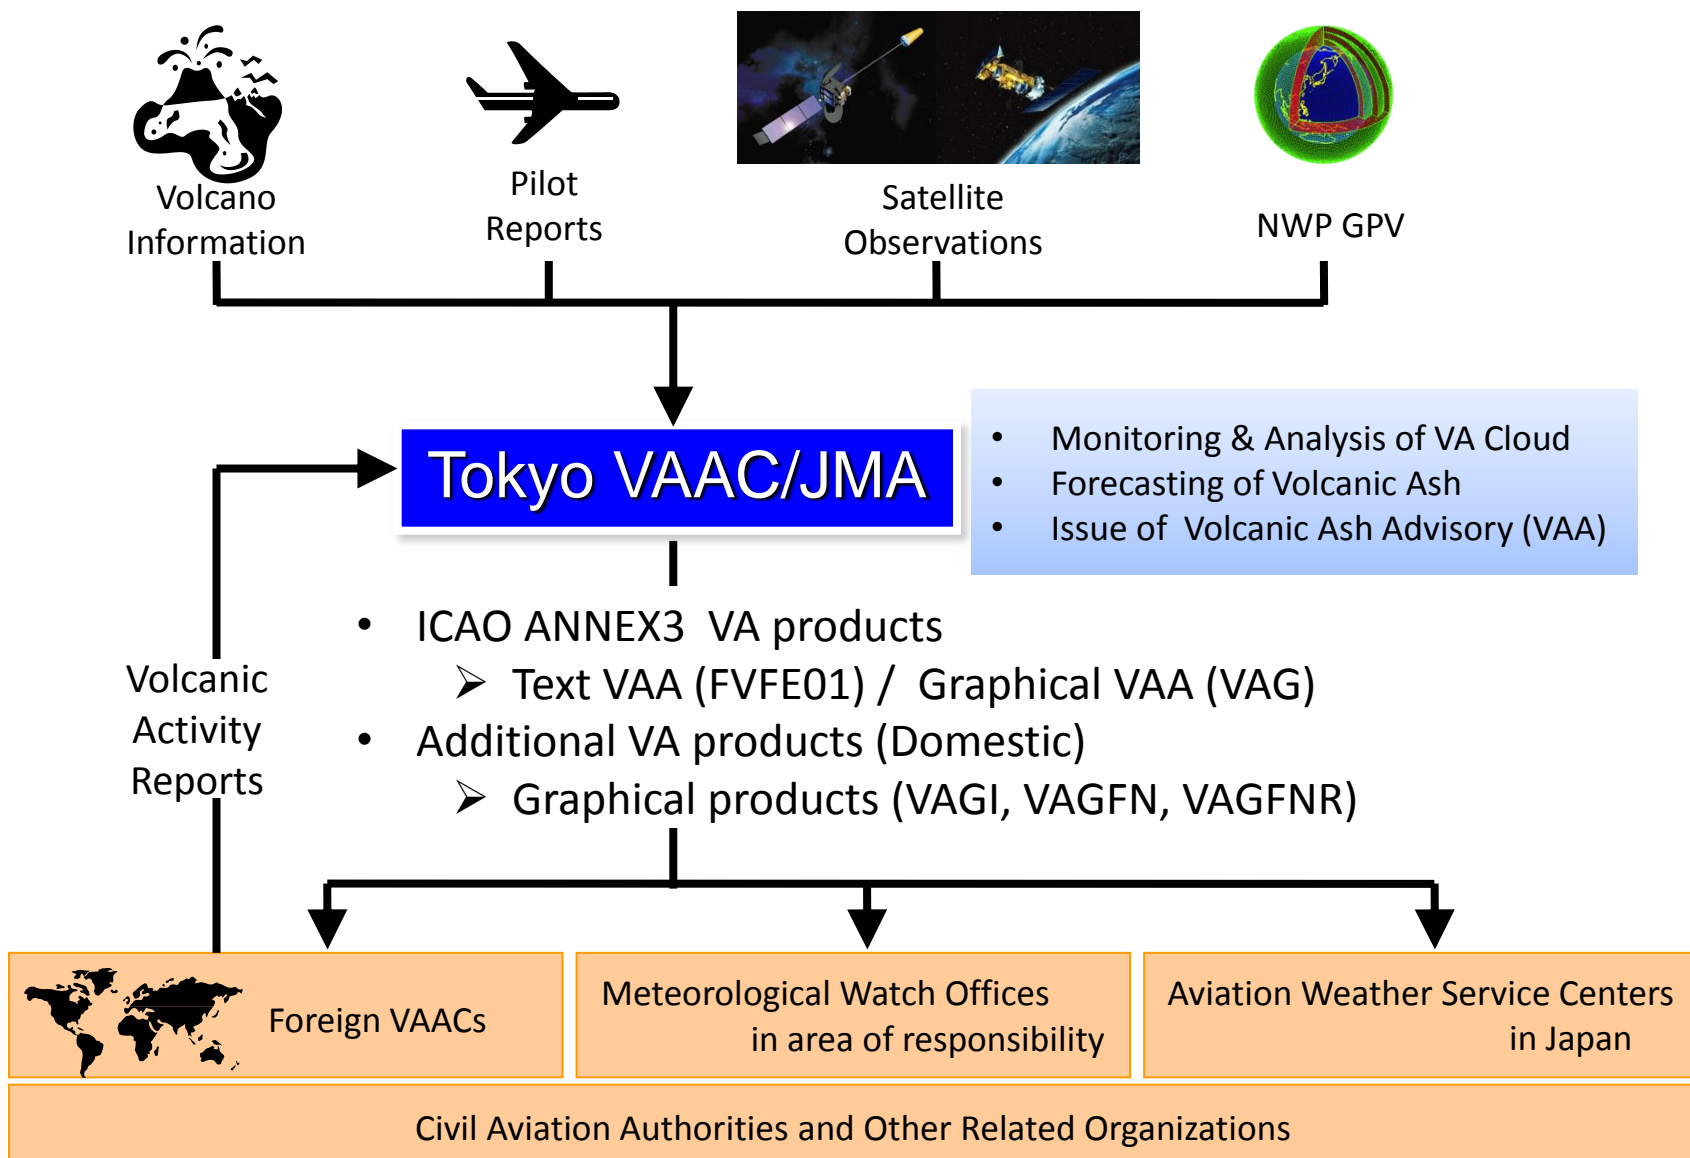 Volcano
Information
Pilot
Reports
Satellite
Observations
NWP GPV
Tokyo VAAC/JMA
• Monitoring & Analysis of VA Cloud
• Forecasting of Volcanic Ash
• Issue of Volcanic Ash Advisory (VAA)
• ICAO ANNEX3 VA products
➢ Text VAA (FVFE01) / Graphical VAA (VAG)
• Additional VA products (Domestic)
➢ Graphical products (VAGI, VAGFN, VAGFNR)
Volcanic
Activity
Reports
Foreign VAACs
Meteorological Watch Offices
in area of responsibility
Aviation Weather Service Centers
in Japan
Civil Aviation Authorities and Other Related Organizations